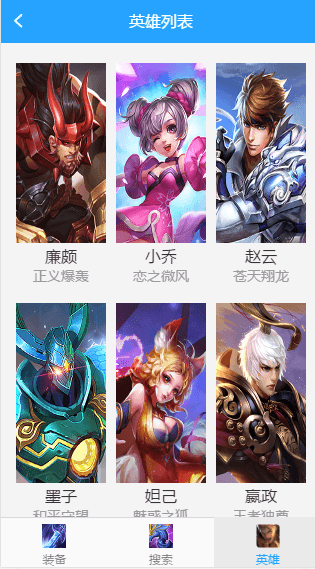 英雄列表
廉颇 小乔 赵云
正义爆轰 恋之微风 苍天翔龙
墨子 妲己 嬴政
和平守望 魅惑之狐 王者独尊
装备 搜索 英雄